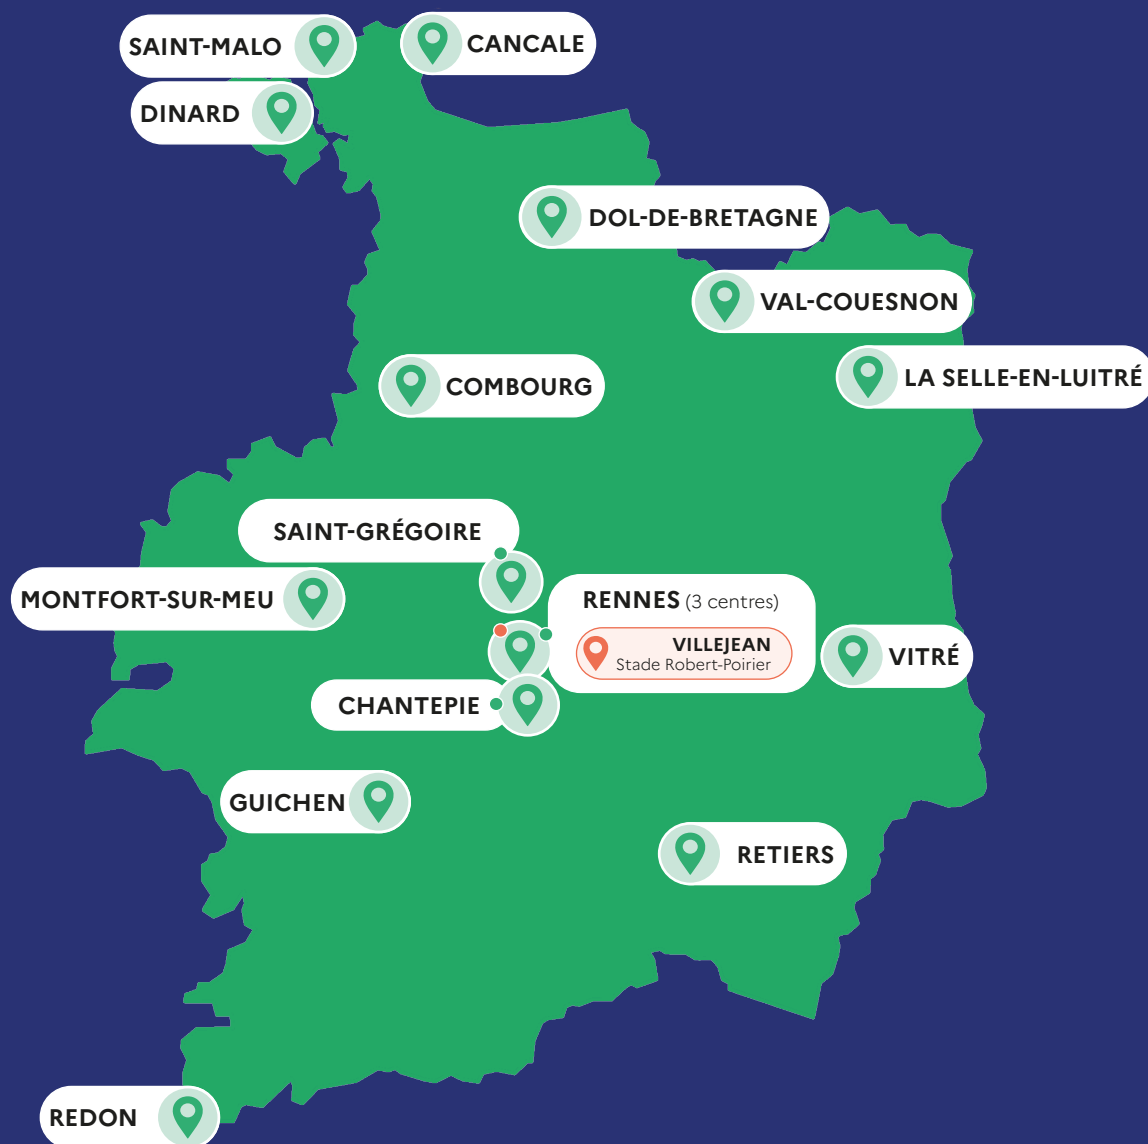 SAINT-MALO
CANCALE
DINARD
DOL-DE-BRETAGNE
VAL-COUESNON
LA SELLE-EN-LUITRÉ
COMBOURG
SAINT-GRÉGOIRE
MONTFORT-SUR-MEU
RENNES (3 centres)
VILLEJEAN
Stade Robert-Poirier
VITRÉ
CHANTEPIE
GUICHEN
RETIERS
REDON